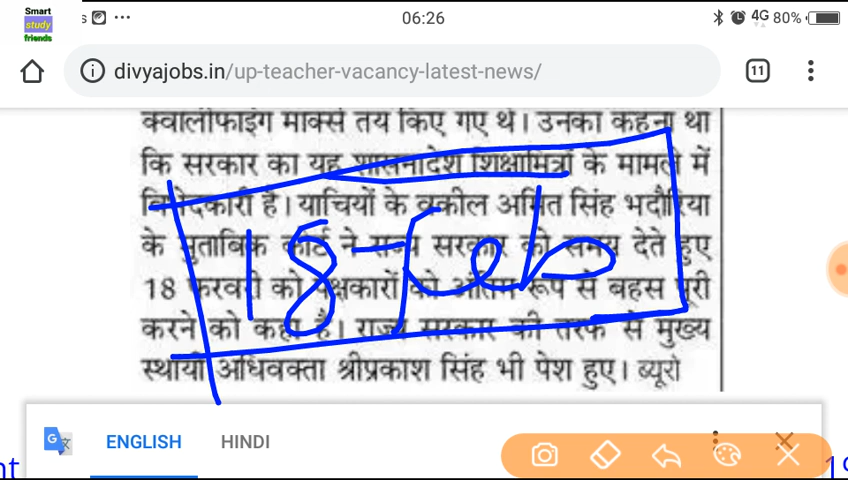 Smart
study
friends
s ... 06:26 4G 80%
divyajobs.in/up-teacher-vacancy-latest-news/ 11
क्वालीफाइंग मार्क्स तय किए गए थे। उनका कहना था
कि सरकार का यह शासनादेश शिक्षामित्रों के मामले में
विभेदकारी है। याचियों के वकील अमित सिंह भदौरिया
के मुताबिक कोर्ट ने राज्य सरकार को समय देते हुए
18 फरवरी को पक्षकारों को अंतिम रूप से बहस पूरी
करने को कहा है। राज्य सरकार की तरफ से मुख्य
स्थायी अधिवक्ता श्रीप्रकाश सिंह भी पेश हुए। ब्यूरो
18-Feb
ENGLISH HINDI